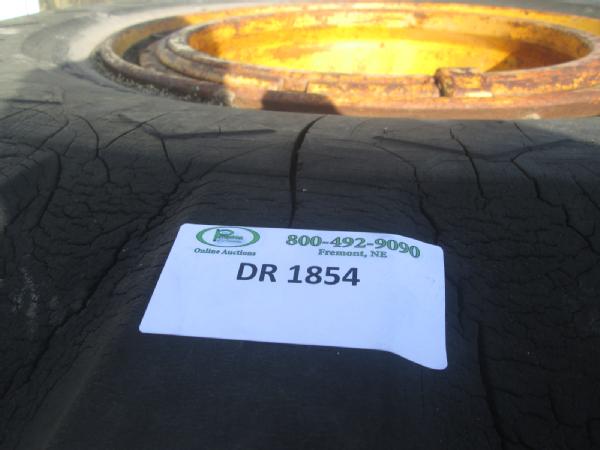 800-492-9090
Online Auctions
Fremont, NE
DR 1854